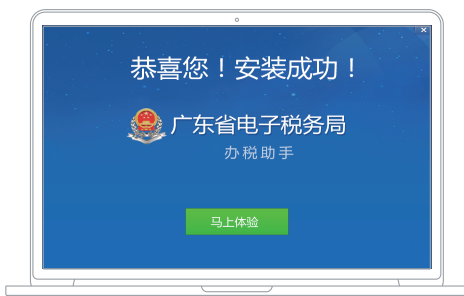 恭喜您！安装成功！
广东省电子税务局
办税助手
马上体验